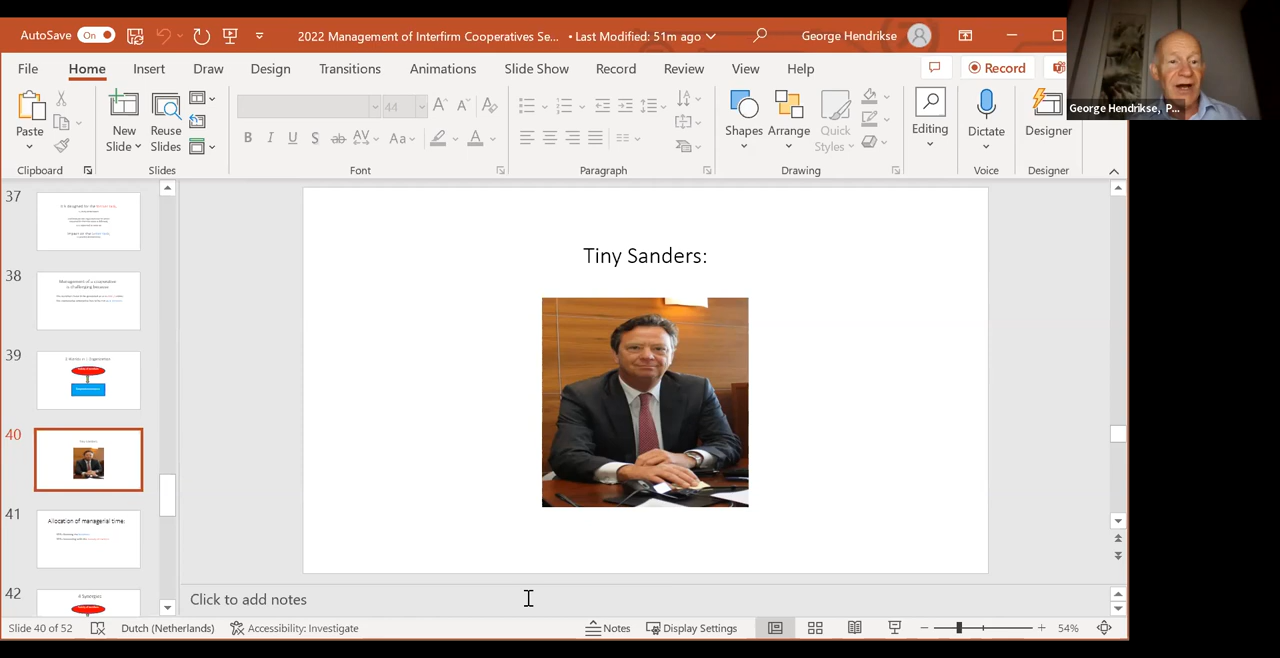 AutoSave On 2022 Management of Interfirm Cooperatives Se... • Last Modified: 51m ago George Hendrikse
File Home Insert Draw Design Transitions Animations Slide Show Record Review View Help Record
George Hendrikse, P...
44
Paste New Slide Reuse Slides Shapes Arrange Quick Styles Editing Dictate Designer
Clipboard Slides Font Paragraph Drawing Voice Designer
37
38
Management of a cooperative
is challenging because
39
40
41
Allocation of managerial time:
42
4 Synopsis
Tiny Sanders:
Click to add notes
Slide 40 of 52 Dutch (Netherlands) Accessibility: Investigate Notes Display Settings 54%